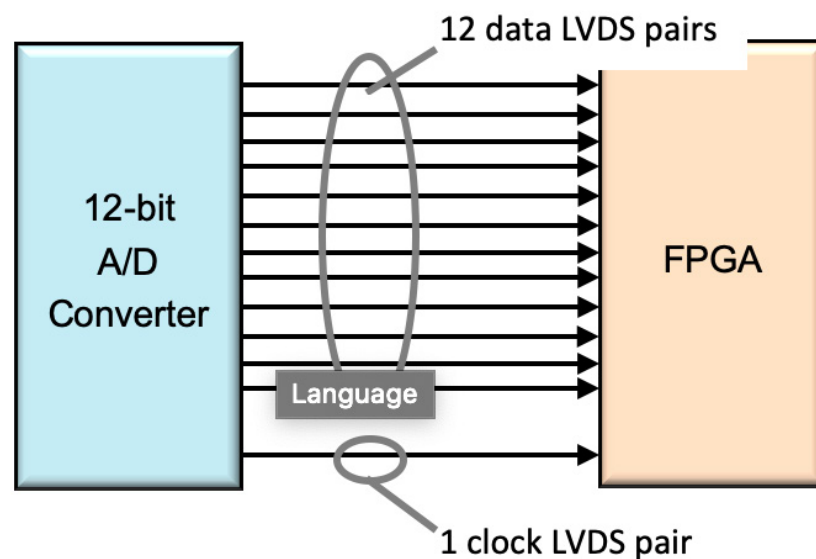 12 data LVDS pairs
12-bit
A/D
Converter
FPGA
Language
1 clock LVDS pair